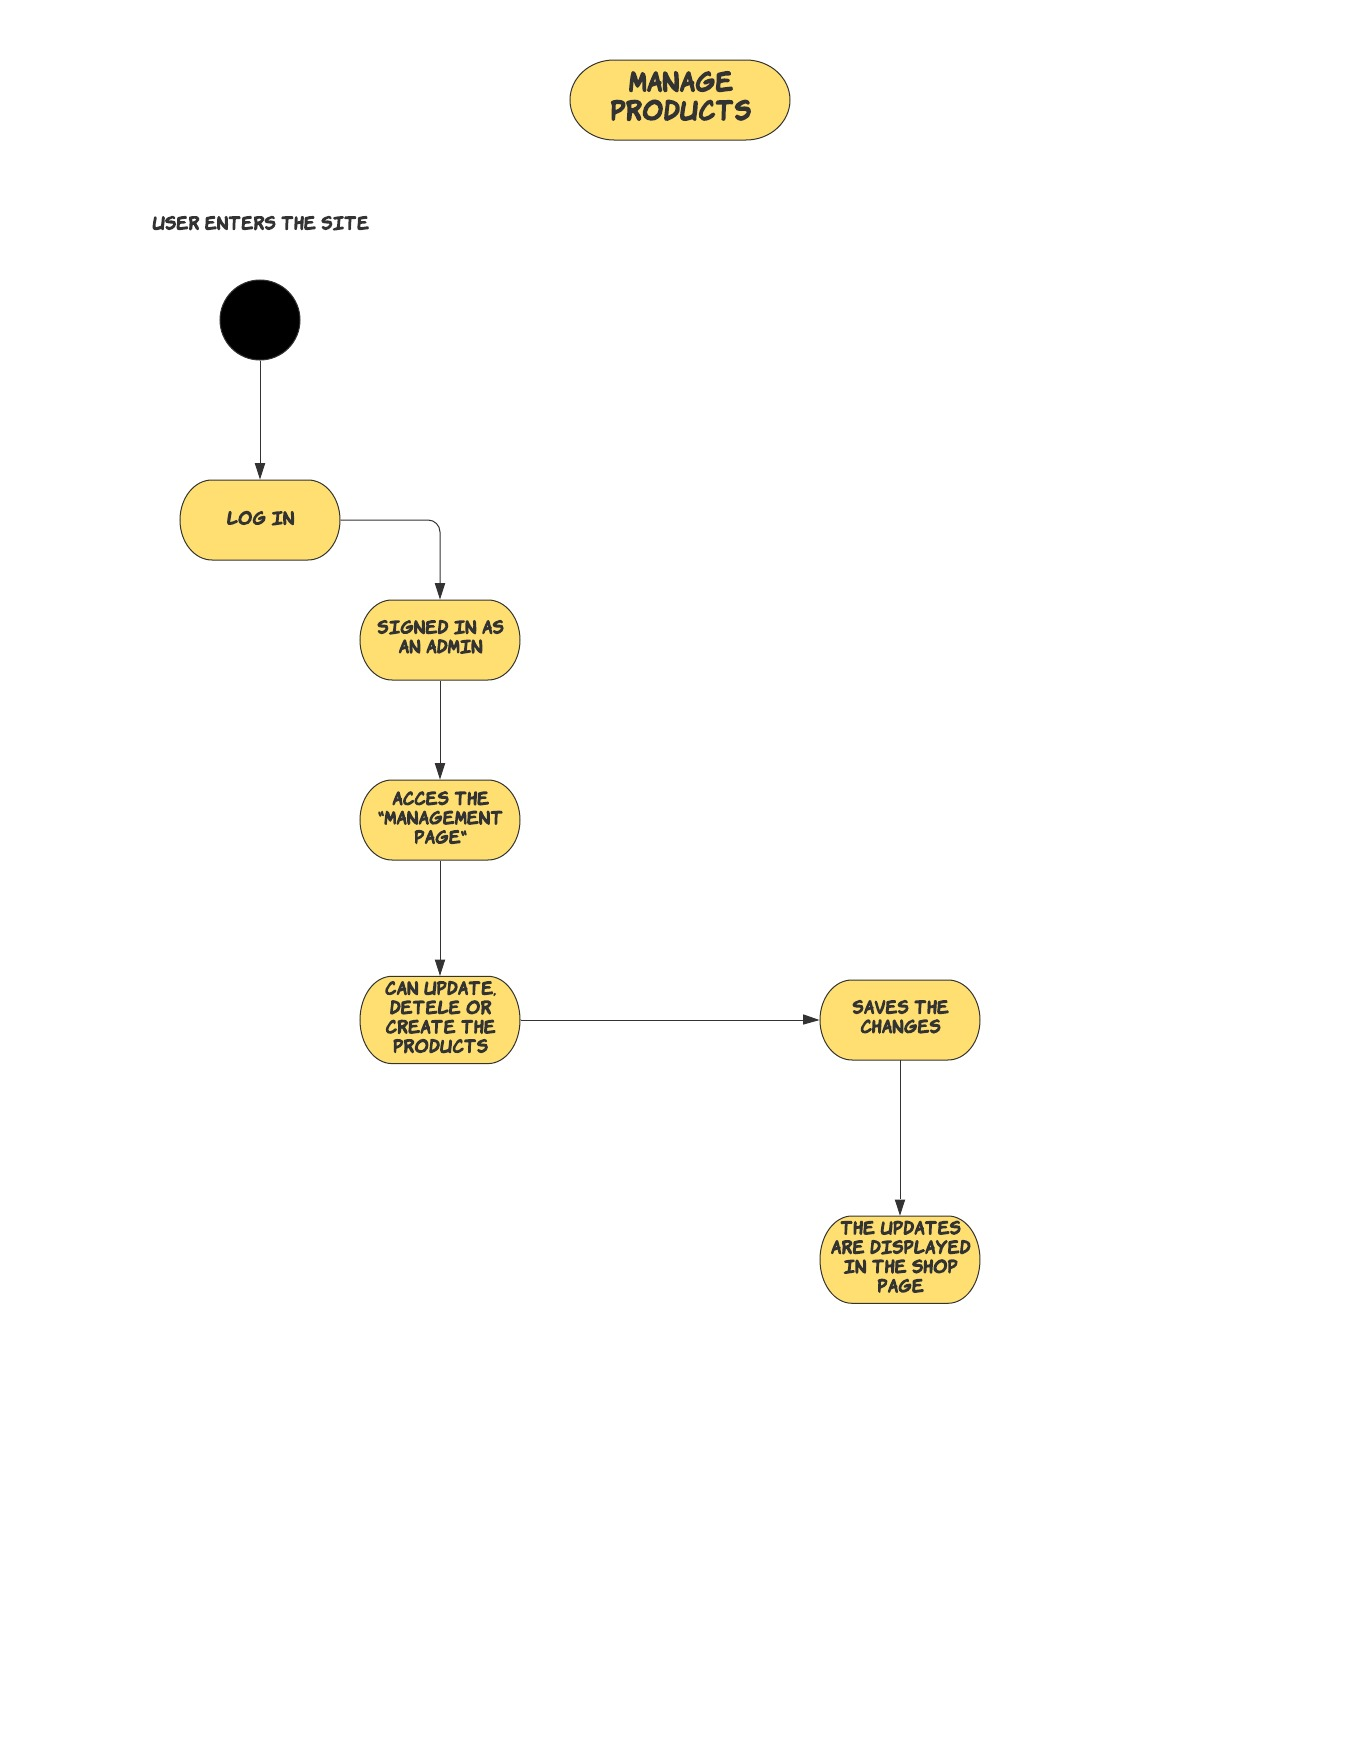 MANAGE
PRODUCTS
USER ENTERS THE SITE
LOG IN
SIGNED IN AS
AN ADMIN
ACCES THE
"MANAGEMENT
PAGE"
CAN UPDATE,
DETELE OR
CREATE THE
PRODUCTS
SAVES THE
CHANGES
THE UPDATES
ARE DISPLAYED
IN THE SHOP
PAGE